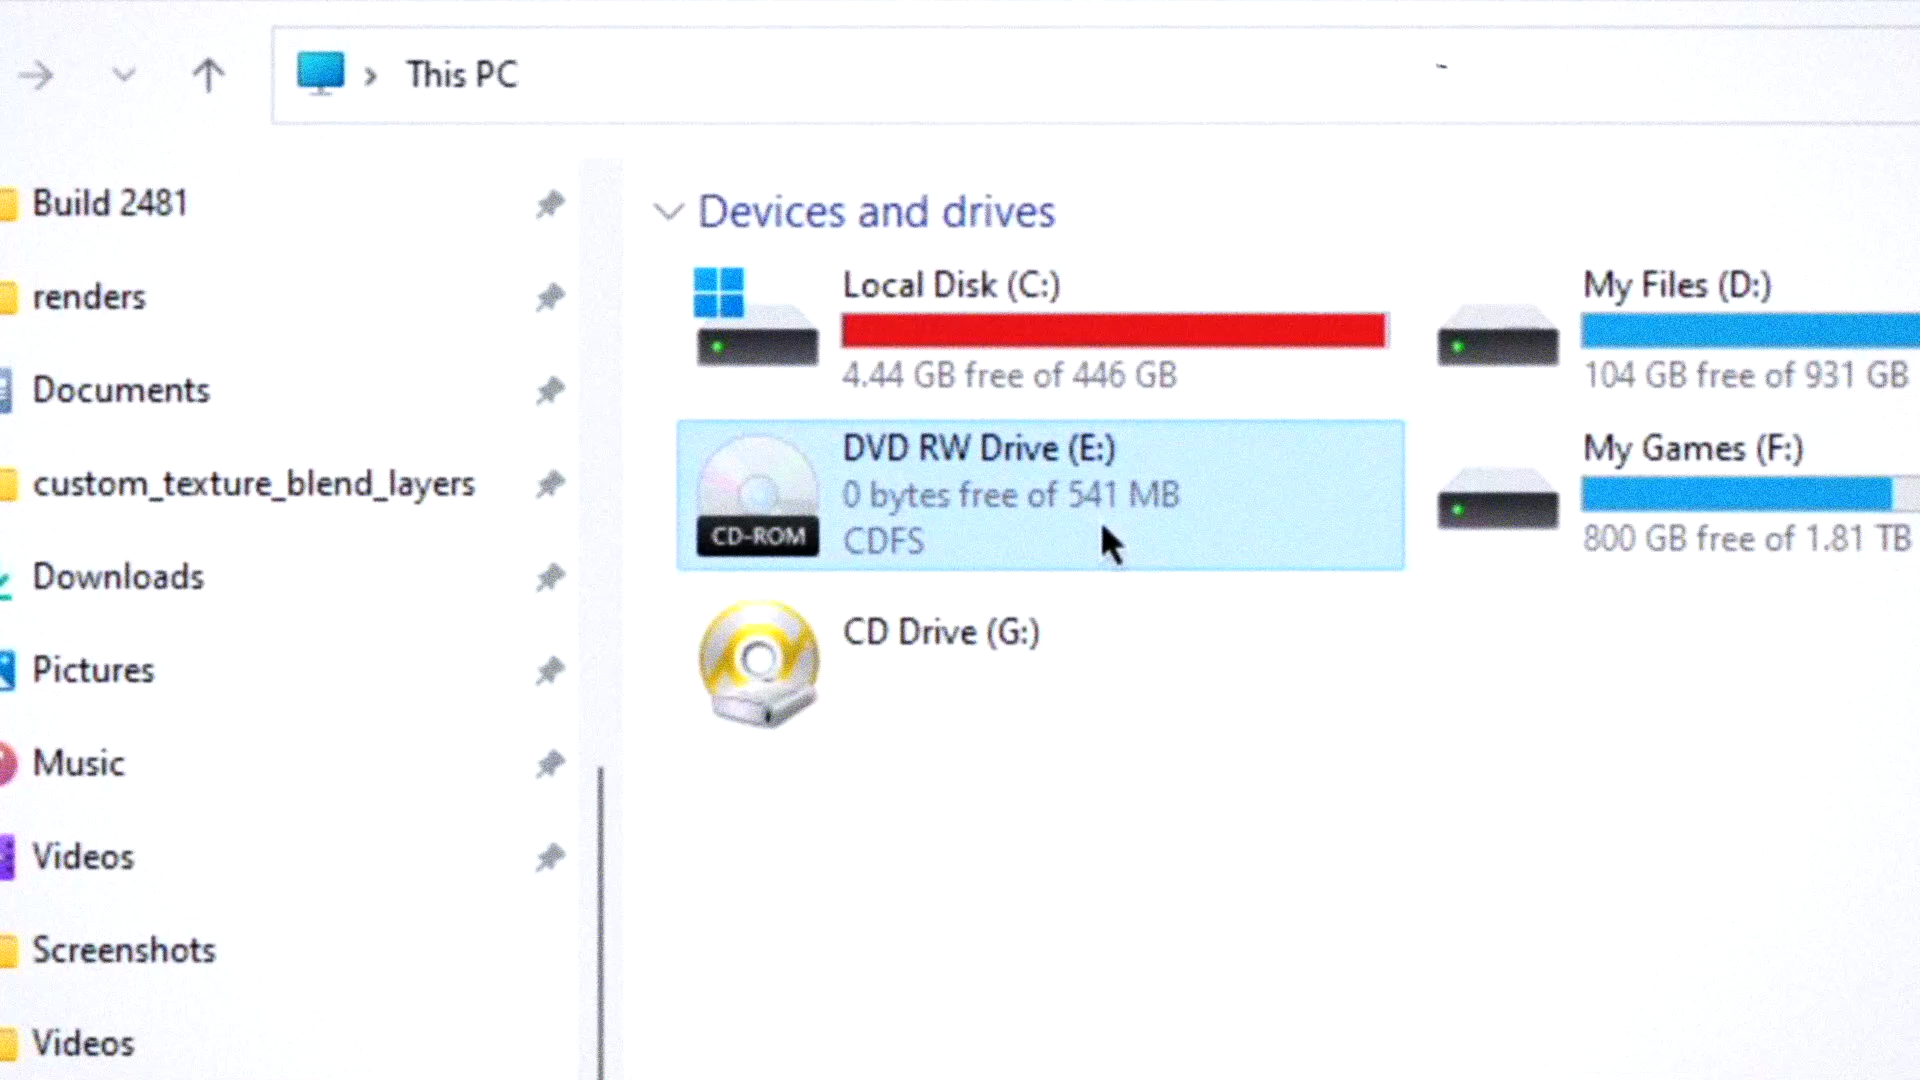 This PC
Build 2481
renders
Documents
custom_texture_blend_layers
Downloads
Pictures
Music
Videos
Screenshots
Videos
Devices and drives
Local Disk (C:)
4.44 GB free of 446 GB
My Files (D:)
104 GB free of 931 GB
DVD RW Drive (E:)
0 bytes free of 541 MB
CDFS
CD-ROM
My Games (F:)
800 GB free of 1.81 TB
CD Drive (G:)